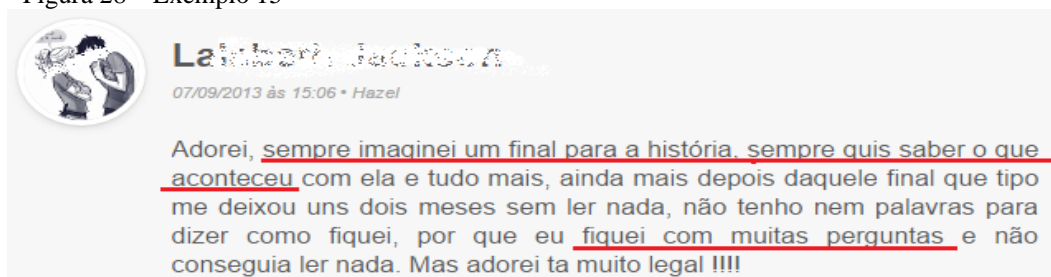 Figura 28 – Exemplo 15
07/09/2013 às 15:06 • Hazel
Adorei, sempre imaginei um final para a história, sempre quis saber o que
aconteceu com ela e tudo mais, ainda mais depois daquele final que tipo
me deixou uns dois meses sem ler nada, não tenho nem palavras para
dizer como fiquei, por que eu fiquei com muitas perguntas e não
conseguia ler nada. Mas adorei ta muito legal !!!!